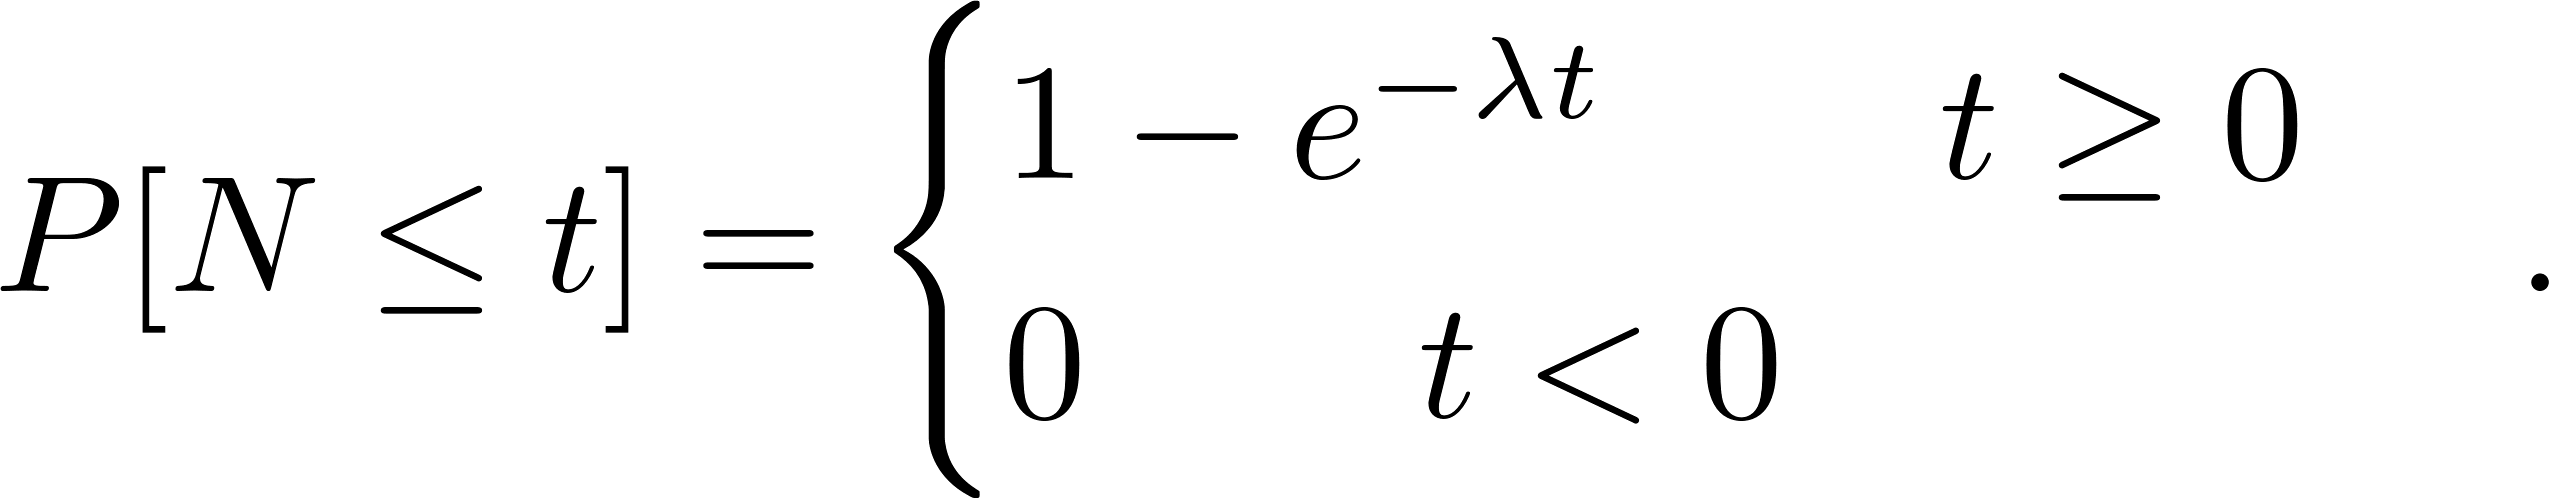 P[N ≤ t] = { 1 − e^{−λt} t ≥ 0
0 t < 0 .